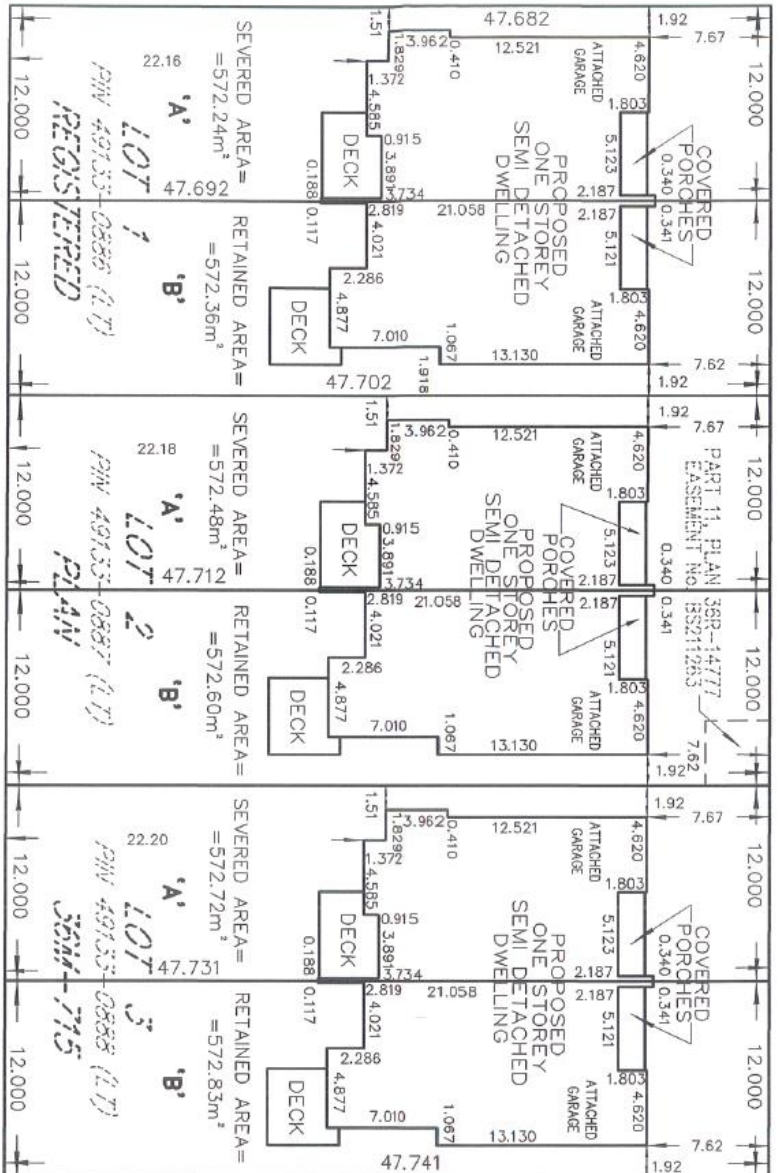 47.682
1.92
7.67
12.000
12.000
1.51
1.829
3.962
0.410
12.521
4.620
ATTACHED
GARAGE
1.803
COVERED
PORCHES
5.123
0.340
2.187
22.16
1.372
4.585
0.915
3.891
3.734
DECK
0.188
PROPOSED
ONE STOREY
SEMI DETACHED
DWELLING
SEVERED AREA=
=572.24m²
'A'
LOT 1
PIN 49133-0886 (LT)
REGISTERED
47.692
0.117
2.819
21.058
2.187
0.341
4.021
5.121
2.286
1.803
4.877
ATTACHED
GARAGE
4.620
DECK
7.010
1.067
13.130
7.62
1.918
1.92
47.702
RETAINED AREA=
=572.36m²
'B'
12.000
12.000
1.92
7.67
12.000
12.000
1.51
1.829
3.962
0.410
12.521
4.620
ATTACHED
GARAGE
1.803
PART 11, PLAN 36R-14777
EASEMENT No. BS211263
COVERED
PORCHES
5.123
0.340
2.187
22.18
1.372
4.585
0.915
3.891
3.734
DECK
0.188
PROPOSED
ONE STOREY
SEMI DETACHED
DWELLING
SEVERED AREA=
=572.48m²
'A'
LOT 2
PIN 49133-0887 (LT)
PLAN
47.712
0.117
2.819
21.058
2.187
0.341
4.021
5.121
2.286
1.803
4.877
ATTACHED
GARAGE
4.620
DECK
7.010
1.067
13.130
7.62
1.92
RETAINED AREA=
=572.60m²
'B'
12.000
12.000
1.92
7.67
12.000
12.000
1.51
1.829
3.962
0.410
12.521
4.620
ATTACHED
GARAGE
1.803
COVERED
PORCHES
5.123
0.340
2.187
22.20
1.372
4.585
0.915
3.891
3.734
DECK
0.188
PROPOSED
ONE STOREY
SEMI DETACHED
DWELLING
SEVERED AREA=
=572.72m²
'A'
LOT 3
PIN 49133-0888 (LT)
36M-715
47.731
0.117
2.819
21.058
2.187
0.341
4.021
5.121
2.286
1.803
4.877
ATTACHED
GARAGE
4.620
DECK
7.010
1.067
13.130
7.62
1.92
47.741
RETAINED AREA=
=572.83m²
'B'
12.000
12.000